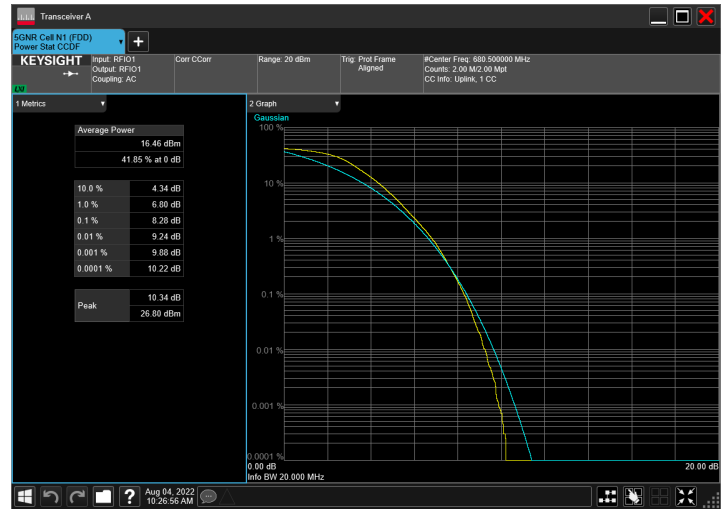 Transceiver A
5GNR Cell N1 (FDD)
Power Stat CCDF
KEYSIGHT
LXI
Input: RFIO1
Output: RFIO1
Coupling: AC
Corr CCorr
Range: 20 dBm
Trig: Prot Frame
Aligned
#Center Freq: 680.500000 MHz
Counts: 2.00 M/2.00 Mpt
CC Info: Uplink, 1 CC
1 Metrics
Average Power
16.46 dBm
41.85 % at 0 dB
10.0 % 4.34 dB
1.0 % 6.80 dB
0.1 % 8.28 dB
0.01 % 9.24 dB
0.001 % 9.88 dB
0.0001 % 10.22 dB
Peak
10.34 dB
26.80 dBm
2 Graph
Gaussian
100 %
10 %
1 %
0.1 %
0.01 %
0.001 %
0.0001 %
0.00 dB
20.00 dB
Info BW 20.000 MHz
Aug 04, 2022
10:26:56 AM